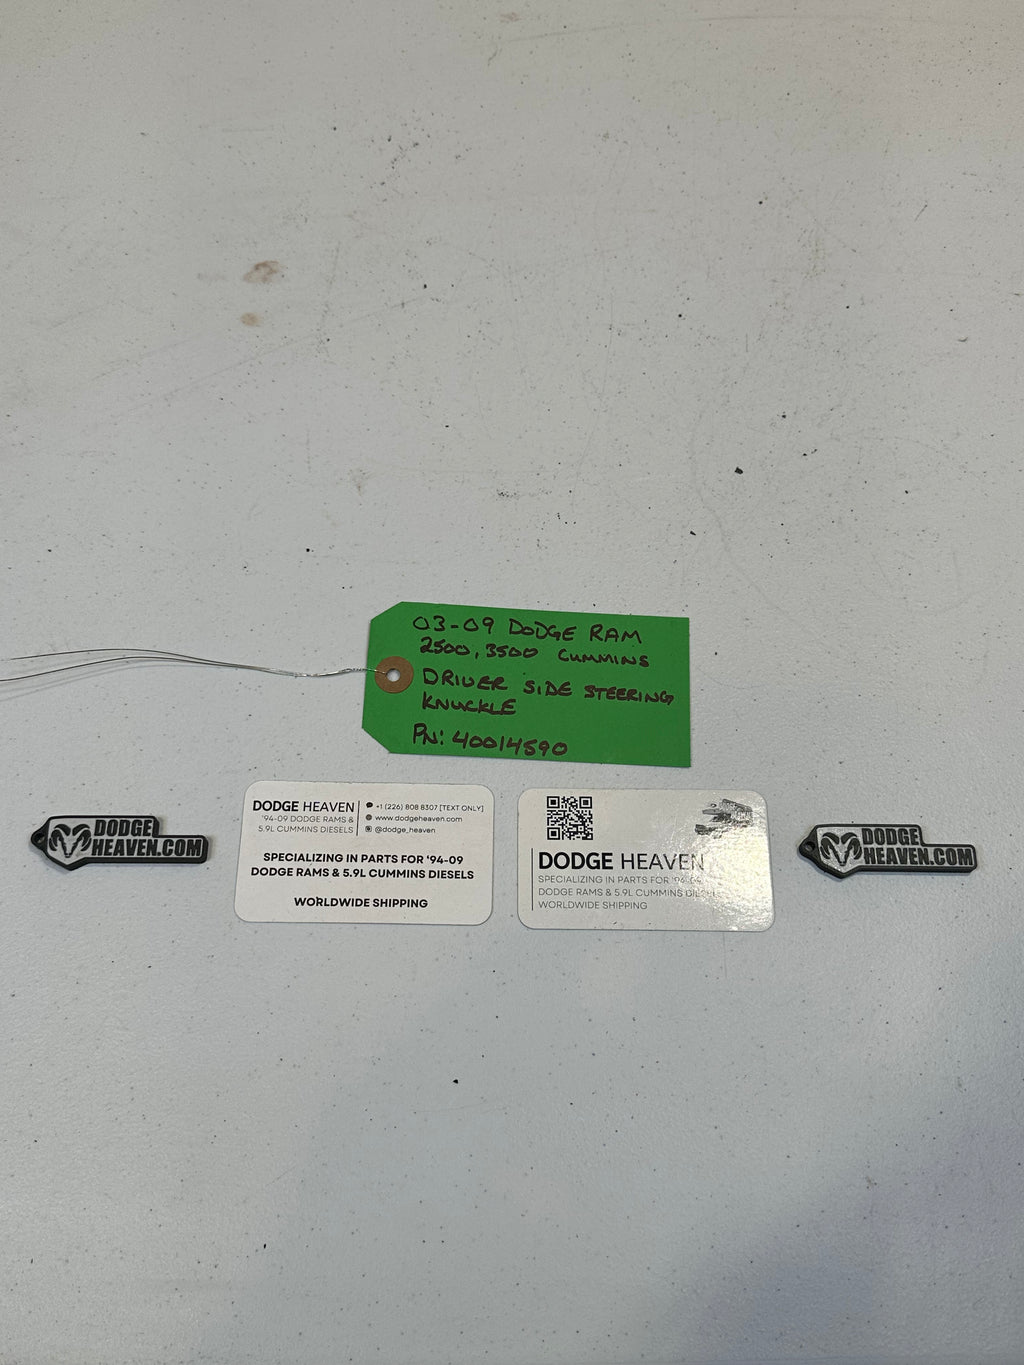 03-09 DODGE RAM
2500, 3500 CUMMINS
DRIVER SIDE STEERING
KNUCKLE
PN: 40014590
DODGE
HEAVEN.COM
DODGE HEAVEN
'94-09 DODGE RAMS &
5.9L CUMMINS DIESELS
+1 (226) 808 8307 [TEXT ONLY]
www.dodgeheaven.com
@dodge_heaven
SPECIALIZING IN PARTS FOR '94-09
DODGE RAMS & 5.9L CUMMINS DIESELS
WORLDWIDE SHIPPING
DODGE HEAVEN
SPECIALIZING IN PARTS FOR '94-09
DODGE RAMS & 5.9L CUMMINS DIESELS
WORLDWIDE SHIPPING
DODGE
HEAVEN.COM